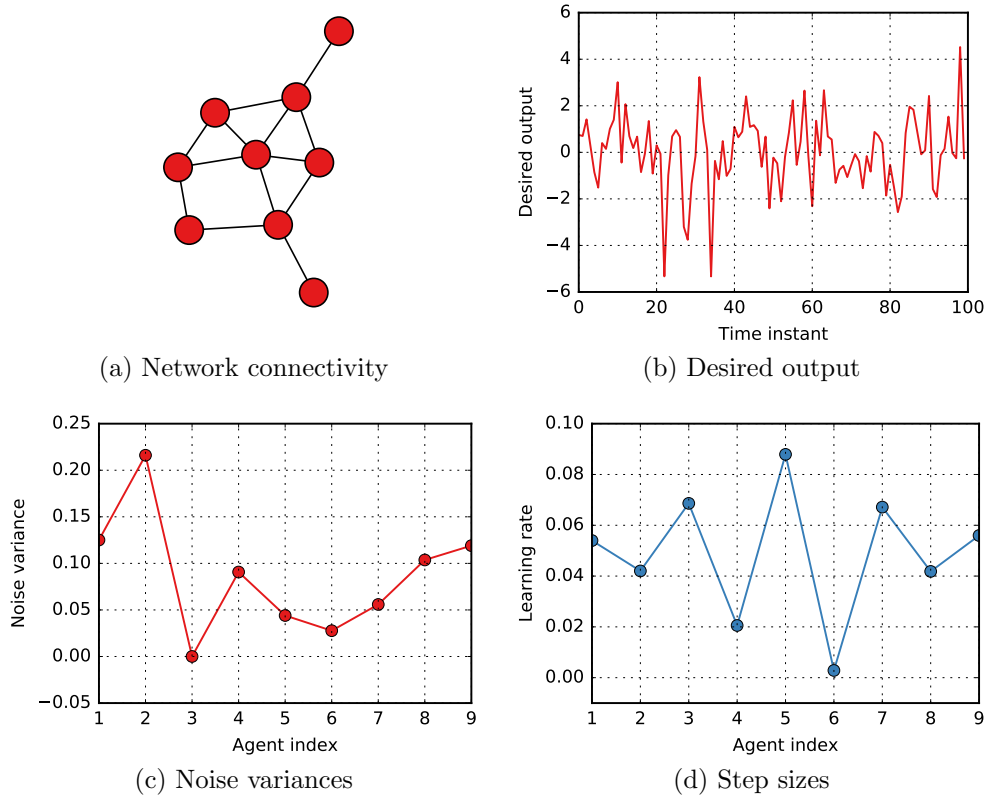 6
4
2
0
−2
−4
−6
Desired output
0 20 40 60 80 100
Time instant
(a) Network connectivity
(b) Desired output
0.25
0.20
0.15
0.10
0.05
0.00
−0.05
Noise variance
1 2 3 4 5 6 7 8 9
Agent index
(c) Noise variances
0.10
0.08
0.06
0.04
0.02
0.00
Learning rate
1 2 3 4 5 6 7 8 9
Agent index
(d) Step sizes